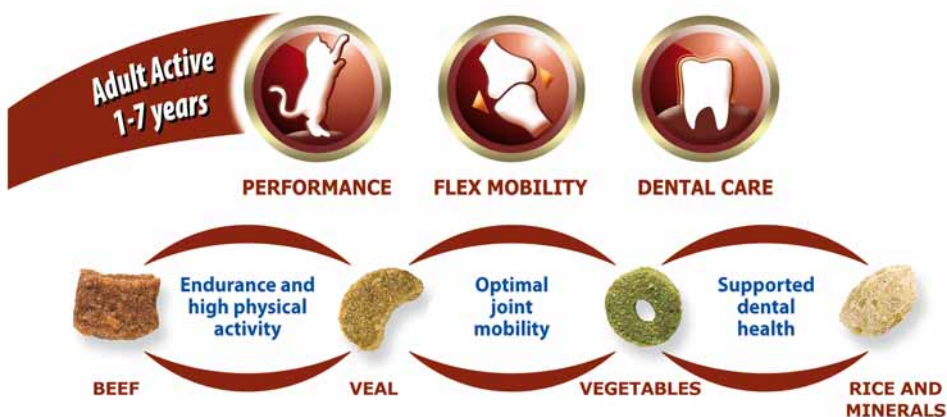 Adult Active
1-7 years
PERFORMANCE
FLEX MOBILITY
DENTAL CARE
Endurance and
high physical
activity
Optimal
joint
mobility
Supported
dental
health
BEEF
VEAL
VEGETABLES
RICE AND
MINERALS